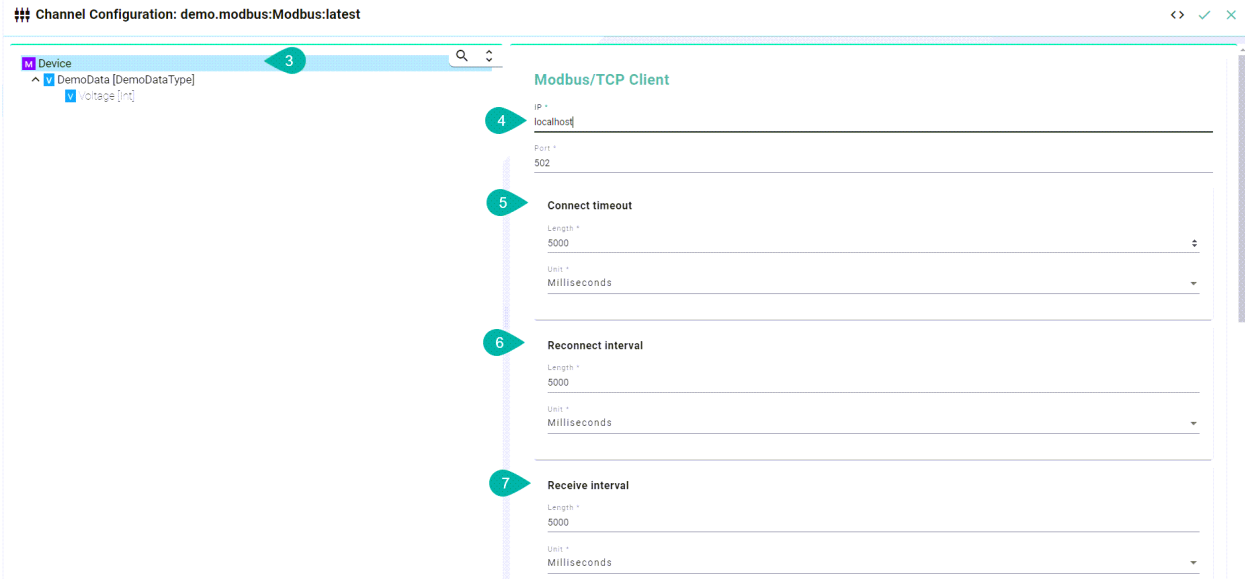 Channel Configuration: demo.modbus:Modbus:latest
M Device
3
V DemoData [DemoDataType]
V Voltage [Int]
Modbus/TCP Client
IP *
4
localhost
Port *
502
5
Connect timeout
Length *
5000
Unit *
Milliseconds
6
Reconnect interval
Length *
5000
Unit *
Milliseconds
7
Receive interval
Length *
5000
Unit *
Milliseconds